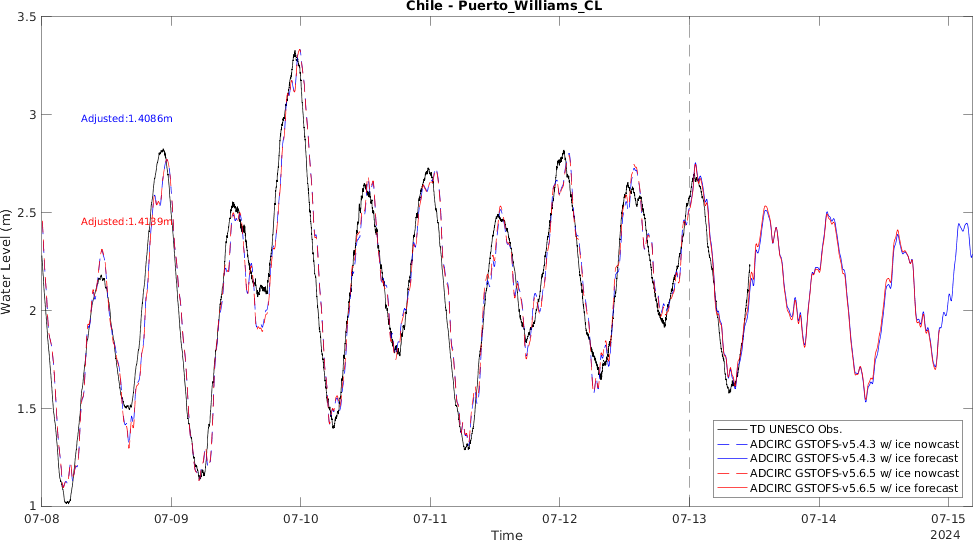 Chile - Puerto_Williams_CL
3.5
3
2.5
2
1.5
1
Water Level (m)
Adjusted:1.4086m
Adjusted:1.4139m
TD UNESCO Obs.
ADCIRC GSTOFS-v5.4.3 w/ ice nowcast
ADCIRC GSTOFS-v5.4.3 w/ ice forecast
ADCIRC GSTOFS-v5.6.5 w/ ice nowcast
ADCIRC GSTOFS-v5.6.5 w/ ice forecast
07-08 07-09 07-10 07-11 07-12 07-13 07-14 07-15
Time
2024